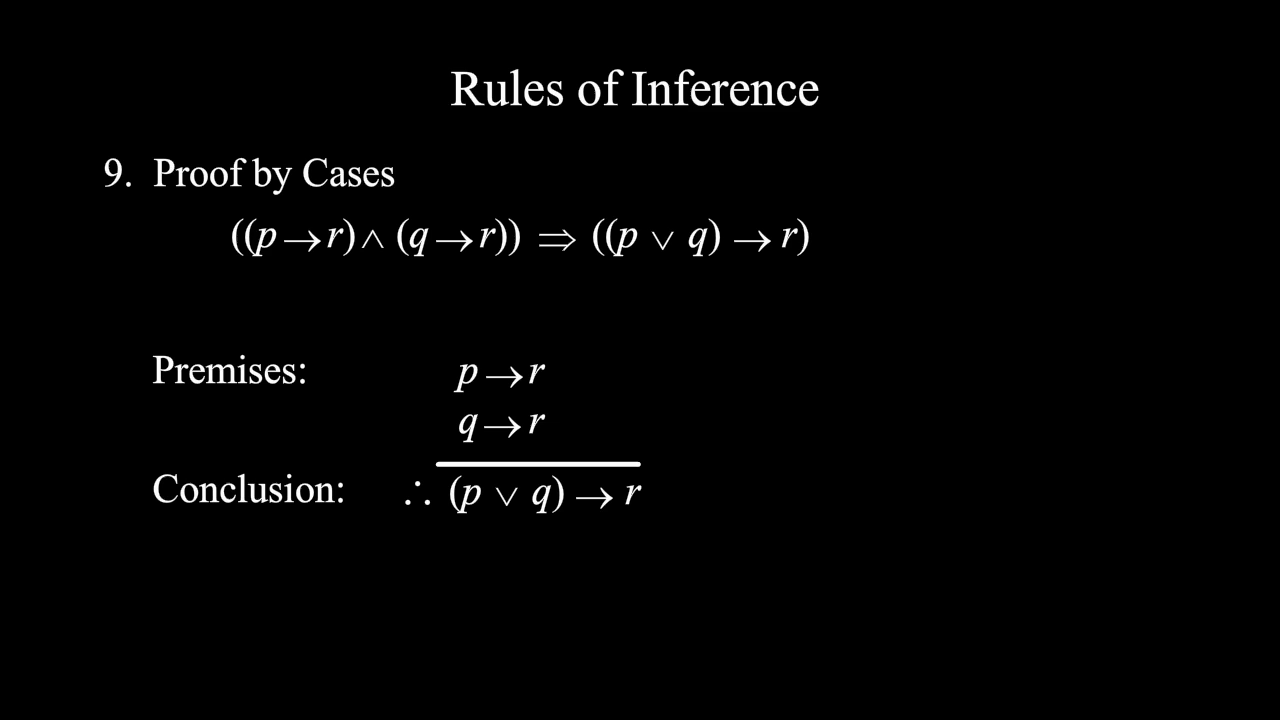 Rules of Inference
9. Proof by Cases
((p→r)∧(q→r)) ⇒ ((p ∨ q) → r)
Premises: p→r
q→r
Conclusion: ∴ (p ∨ q) → r